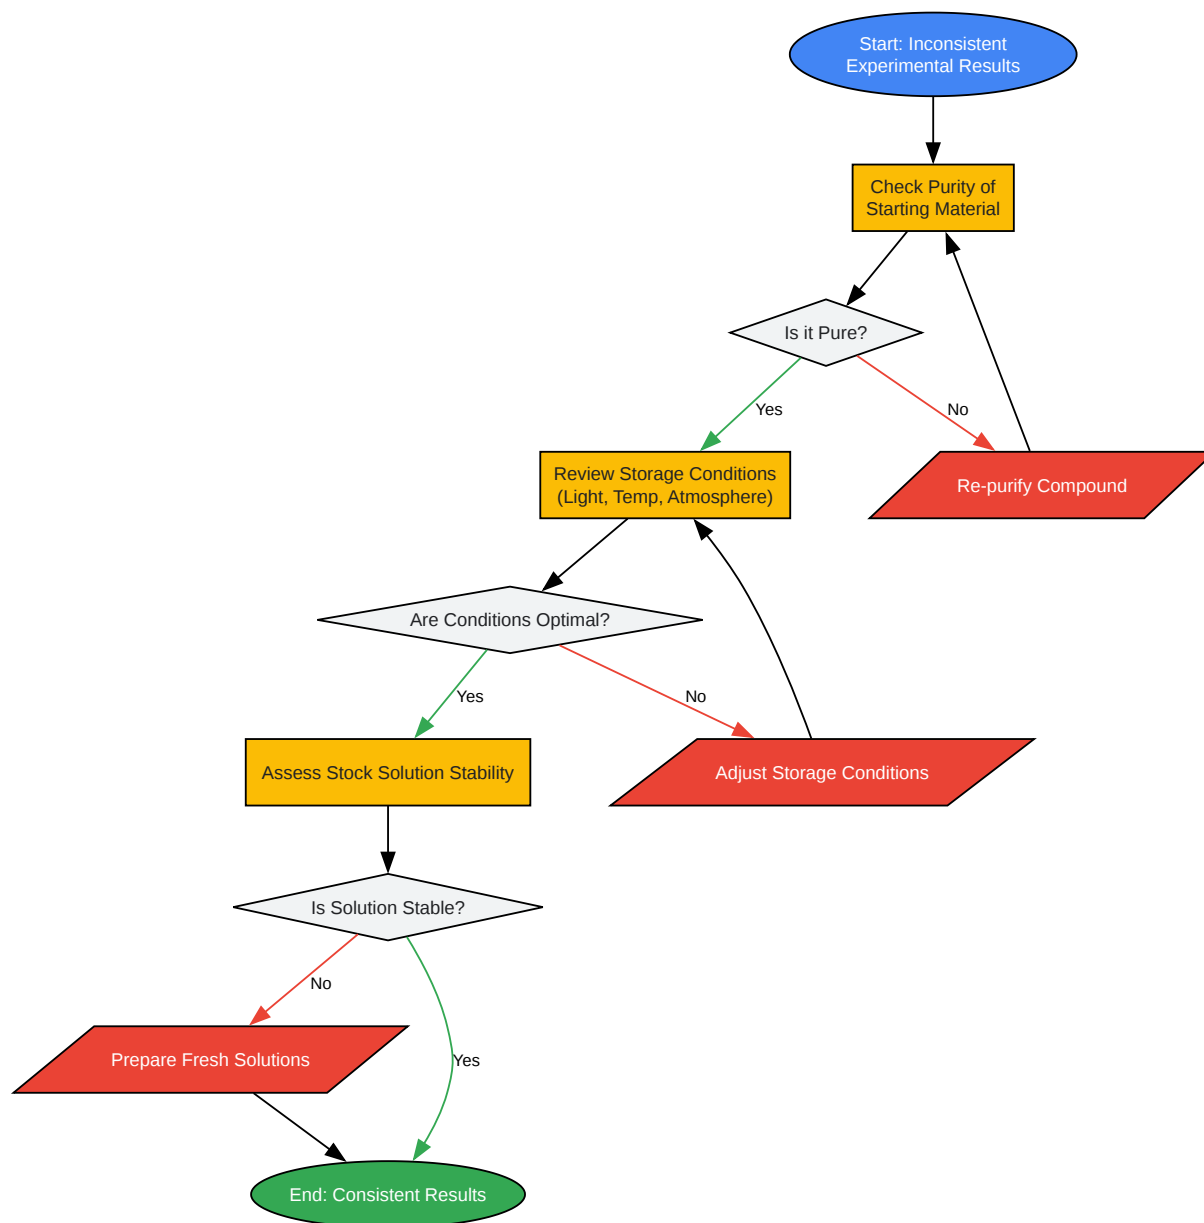 Start: Inconsistent
Experimental Results
Check Purity of
Starting Material
Is it Pure?
Yes
No
Review Storage Conditions
(Light, Temp, Atmosphere)
Re-purify Compound
Are Conditions Optimal?
Yes
No
Assess Stock Solution Stability
Adjust Storage Conditions
Is Solution Stable?
No
Prepare Fresh Solutions
Yes
End: Consistent Results